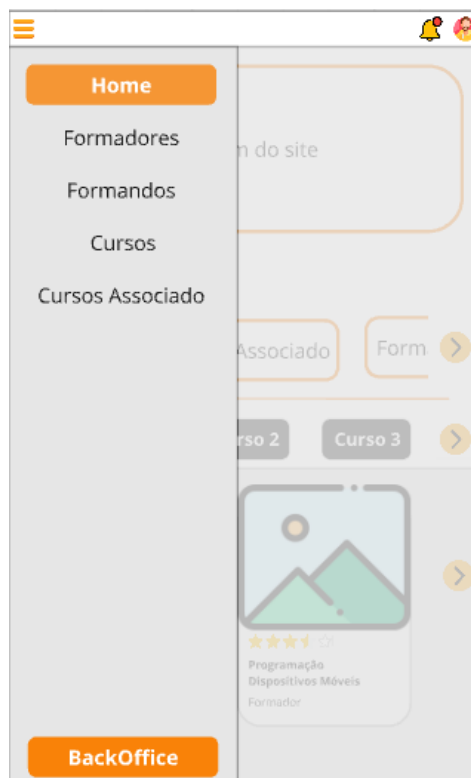 Home
Formadores
Formandos
Cursos
Cursos Associado
do site
Associado
Form
rso 2
Curso 3
Programação
Dispositivos Móveis
Formador
BackOffice